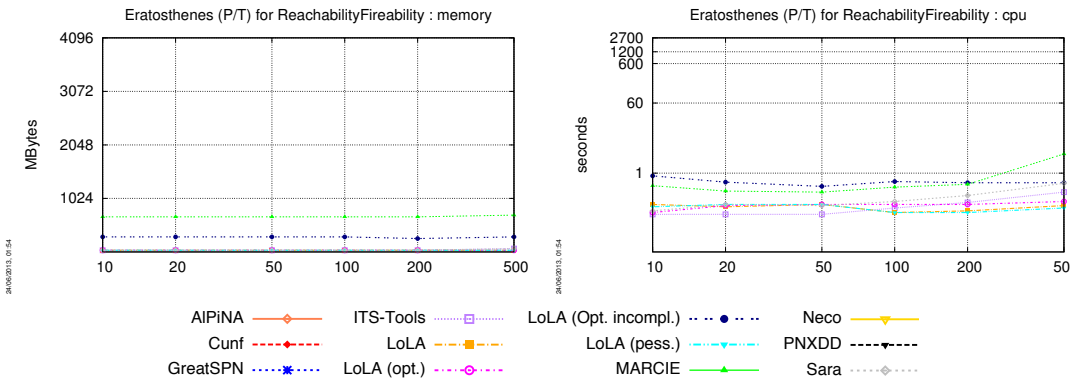 Eratosthenes (P/T) for ReachabilityFireability : memory
4096
3072
2048
1024
MBytes
10 20 50 100 200 500
24/06/2013, 01:54
Eratosthenes (P/T) for ReachabilityFireability : cpu
2700
1200
600
60
1
seconds
10 20 50 100 200 50
24/06/2013, 01:54
AlPiNA ITS-Tools LoLA (Opt. incompl.) Neco
Cunf LoLA LoLA (pess.) PNXDD
GreatSPN LoLA (opt.) MARCIE Sara